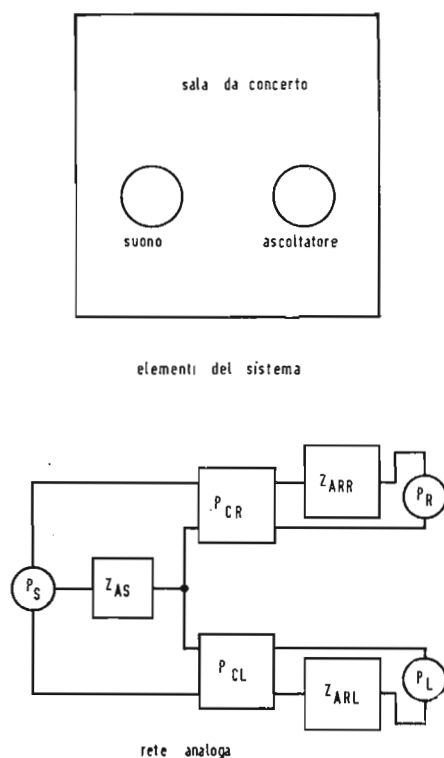 sala da concerto
suono
ascoltatore
elementi del sistema
P_CR
Z_ARR
P_R
P_S
Z_AS
P_CL
Z_ARL
P_L
rete analoga